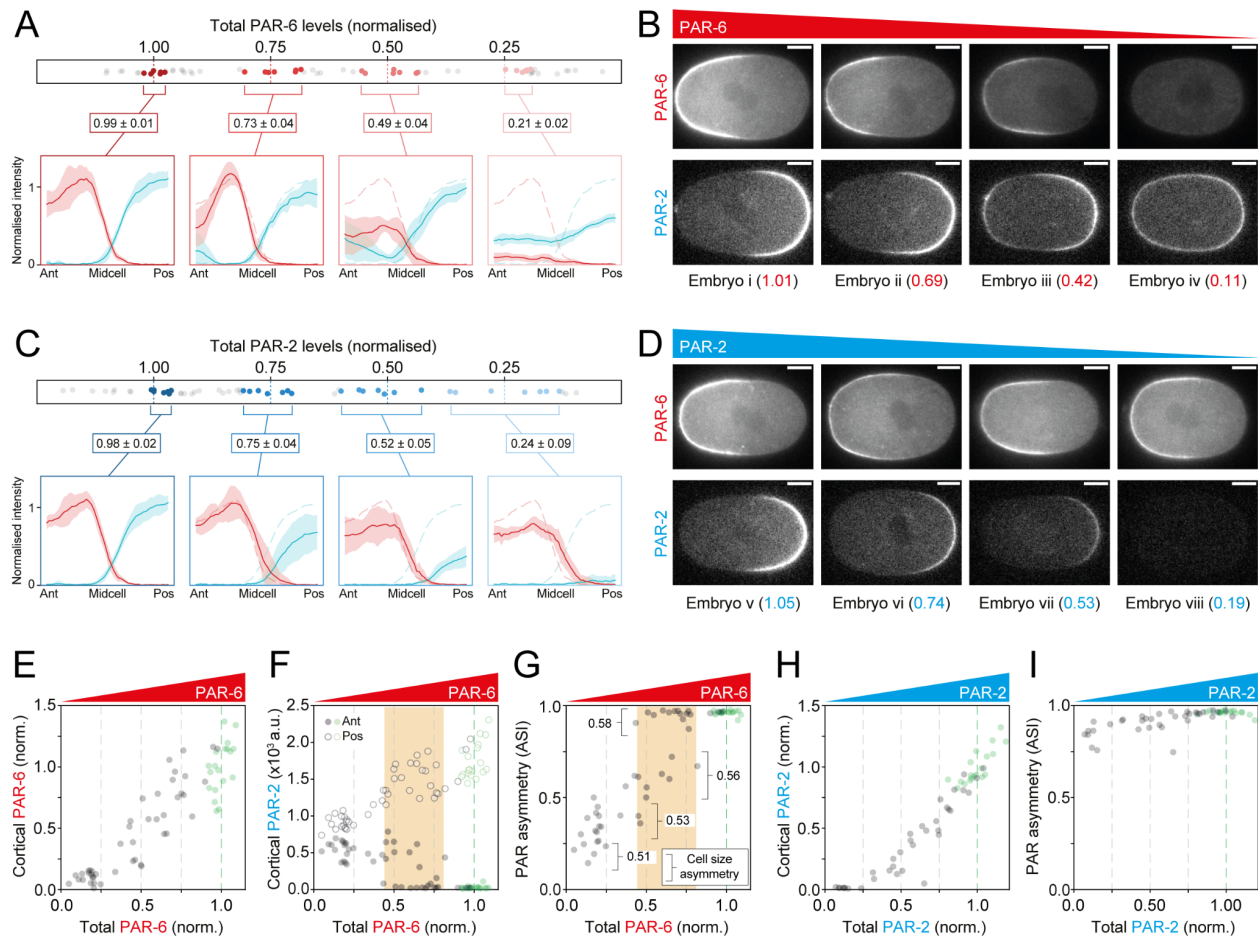 A
Total PAR-6 levels (normalised)
1.00 0.75 0.50 0.25
0.99 ± 0.01 0.73 ± 0.04 0.49 ± 0.04 0.21 ± 0.02
Normalised intensity
1
0
Ant Midcell Pos Ant Midcell Pos Ant Midcell Pos Ant Midcell Pos
B
PAR-6
PAR-6
PAR-2
Embryo i (1.01) Embryo ii (0.69) Embryo iii (0.42) Embryo iv (0.11)
C
Total PAR-2 levels (normalised)
1.00 0.75 0.50 0.25
0.98 ± 0.02 0.75 ± 0.04 0.52 ± 0.05 0.24 ± 0.09
Normalised intensity
1
0
Ant Midcell Pos Ant Midcell Pos Ant Midcell Pos Ant Midcell Pos
D
PAR-2
PAR-6
PAR-2
Embryo v (1.05) Embryo vi (0.74) Embryo vii (0.53) Embryo viii (0.19)
E
PAR-6
Cortical PAR-6 (norm.)
1.5
1.0
0.5
0.0
0.0 0.5 1.0
Total PAR-6 (norm.)
F
PAR-6
Cortical PAR-2 (x10³ a.u.)
Ant
Pos
2.5
2.0
1.5
1.0
0.5
0.0
0.0 0.5 1.0
Total PAR-6 (norm.)
G
PAR-6
PAR asymmetry (ASI)
1.0
0.5
0.0
0.58
0.56
0.53
0.51
Cell size
asymmetry
0.0 0.5 1.0
Total PAR-6 (norm.)
H
PAR-2
Cortical PAR-2 (norm.)
1.5
1.0
0.5
0.0
0.0 0.5 1.0
Total PAR-2 (norm.)
I
PAR-2
PAR asymmetry (ASI)
1.0
0.5
0.0
0.0 0.5 1.0
Total PAR-2 (norm.)